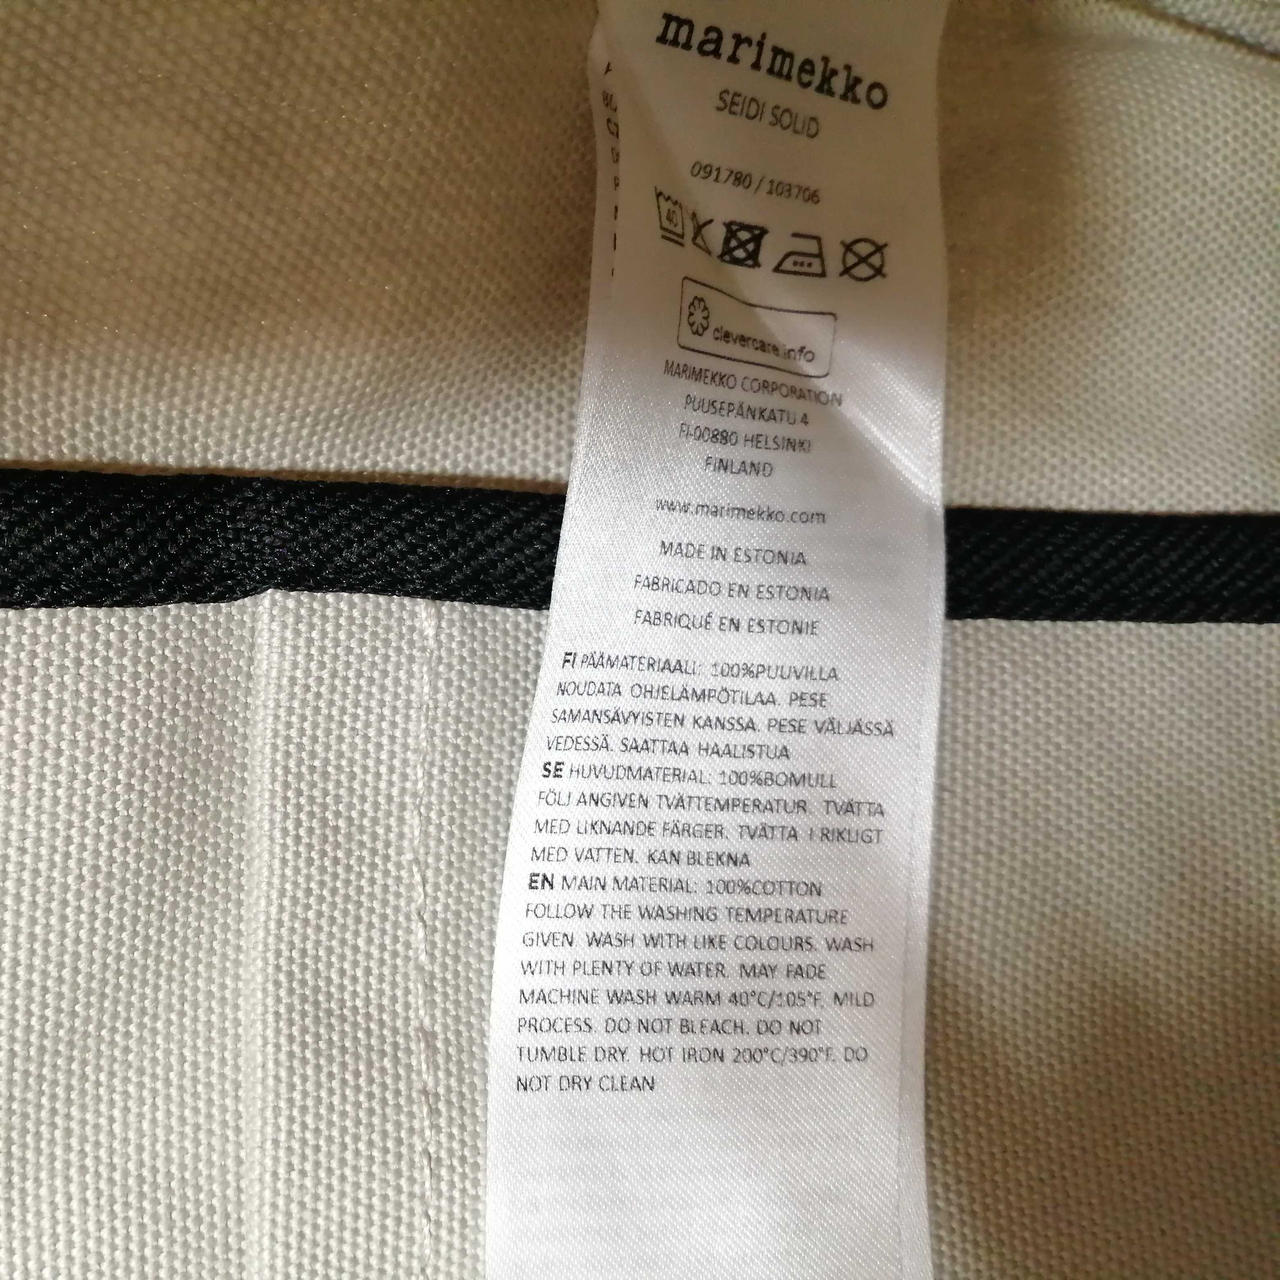 marimekko
SEIDI SOLID
091780 / 103706
40
clevercare.info
MARIMEKKO CORPORATION
PUUSEPÄNKATU 4
FI-00880 HELSINKI
FINLAND
www.marimekko.com
MADE IN ESTONIA
FABRICADO EN ESTONIA
FABRIQUÉ EN ESTONIE
FI PÄÄMATERIAALI: 100%PUUVILLA
NOUDATA OHJELÄMPÖTILAA. PESE
SAMANSÄVYISTEN KANSSA. PESE VÄLJÄSSÄ
VEDESSÄ. SAATTAA HAALISTUA
SE HUVUDMATERIAL: 100%BOMULL
FÖLJ ANGIVEN TVÄTTEMPERATUR. TVÄTTA
MED LIKNANDE FÄRGER. TVÄTTA I RIKLIGT
MED VATTEN. KAN BLEKNA
EN MAIN MATERIAL: 100%COTTON
FOLLOW THE WASHING TEMPERATURE
GIVEN. WASH WITH LIKE COLOURS. WASH
WITH PLENTY OF WATER. MAY FADE
MACHINE WASH WARM 40°C/105°F. MILD
PROCESS. DO NOT BLEACH. DO NOT
TUMBLE DRY. HOT IRON 200°C/390°F. DO
NOT DRY CLEAN